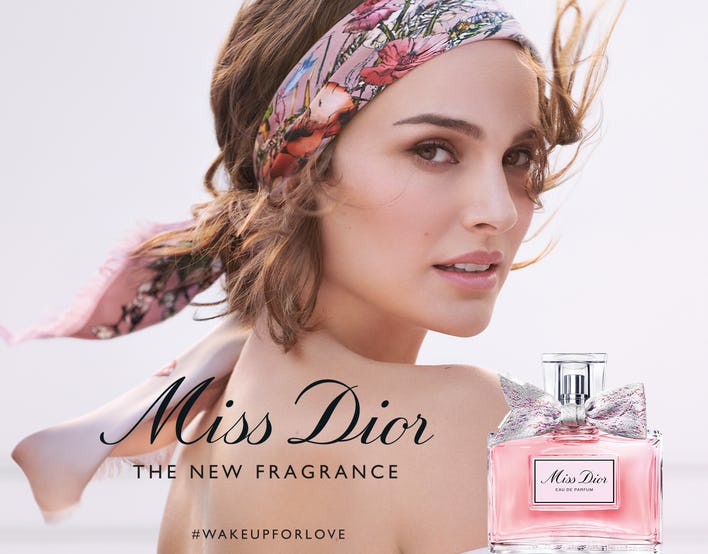 Miss Dior
THE NEW FRAGRANCE
#WAKEUPFORLOVE
Miss Dior
EAU DE PARFUM